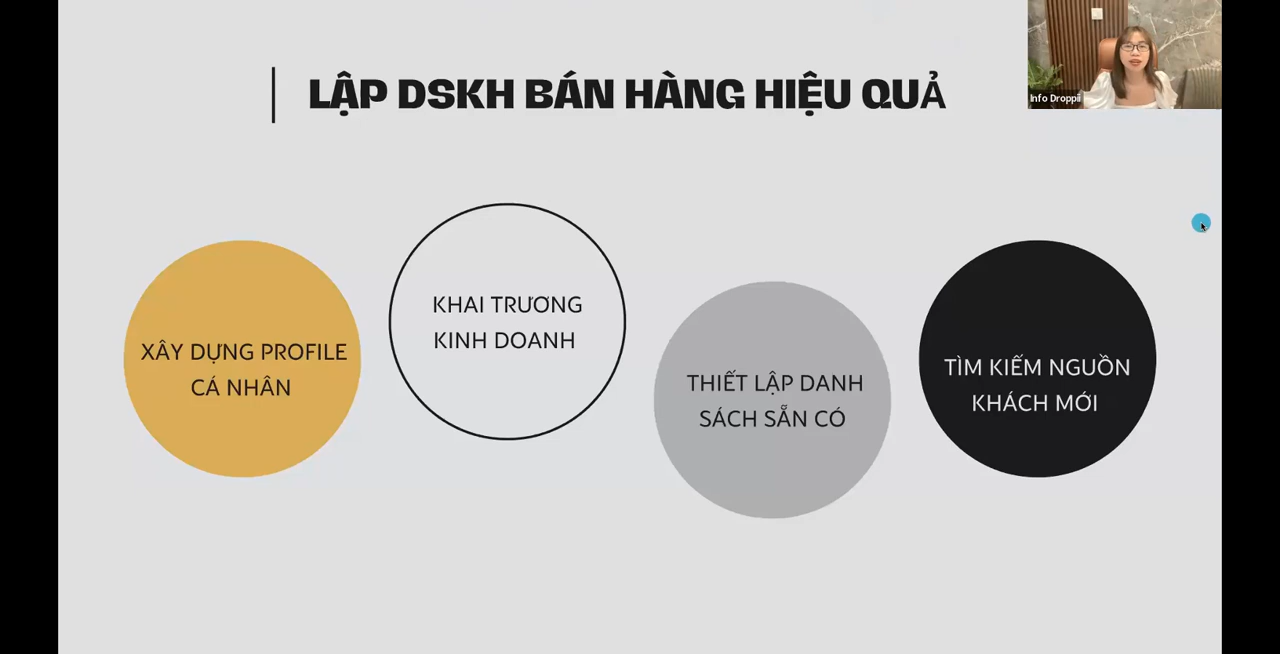 LẬP DSKH BÁN HÀNG HIỆU QUẢ
Info Droppii
XÂY DỰNG PROFILE
CÁ NHÂN
KHAI TRƯƠNG
KINH DOANH
THIẾT LẬP DANH
SÁCH SẴN CÓ
TÌM KIẾM NGUỒN
KHÁCH MỚI